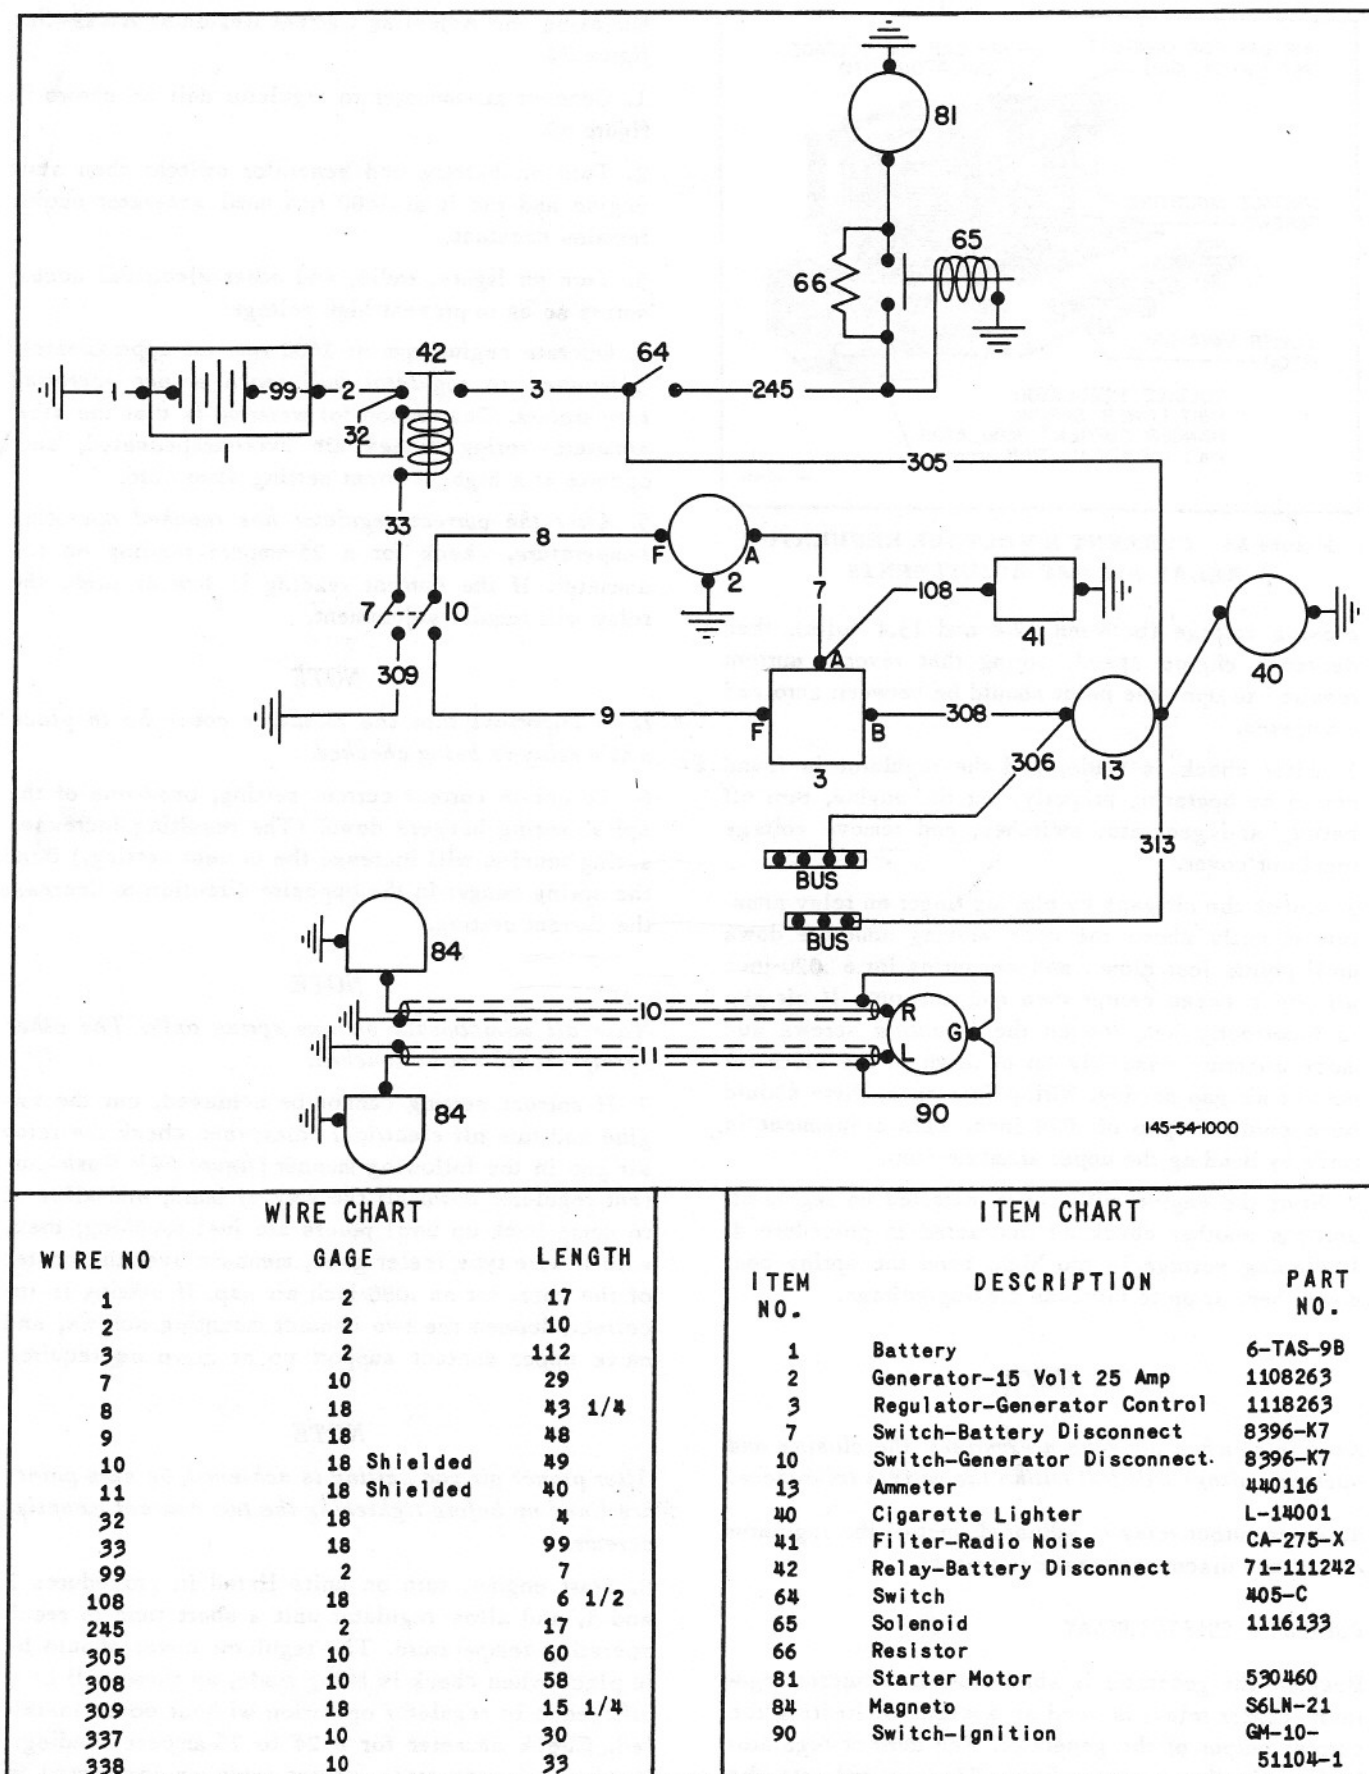 81
65
66
42
64
1
99
2
3
245
32
1
305
33
8
F
A
2
7
108
7
10
41
40
309
A
9
F
B
308
13
3
306
313
BUS
BUS
84
10
R
G
11
L
84
90
145-54-1000
WIRE CHART
WIRE NO GAGE LENGTH
1 2 17
2 2 10
3 2 112
7 10 29
8 18 43 1/4
9 18 48
10 18 Shielded 49
11 18 Shielded 40
32 18 4
33 18 99
99 2 7
108 18 6 1/2
245 2 17
305 10 60
308 10 58
309 18 15 1/4
337 10 30
338 10 33
ITEM CHART
ITEM NO. DESCRIPTION PART NO.
1 Battery 6-TAS-9B
2 Generator-15 Volt 25 Amp 1108263
3 Regulator-Generator Control 1118263
7 Switch-Battery Disconnect 8396-K7
10 Switch-Generator Disconnect 8396-K7
13 Ammeter 440116
40 Cigarette Lighter L-14001
41 Filter-Radio Noise CA-275-X
42 Relay-Battery Disconnect 71-111242
64 Switch 405-C
65 Solenoid 1116133
66 Resistor
81 Starter Motor 530460
84 Magneto S6LN-21
90 Switch-Ignition GM-10-
51104-1